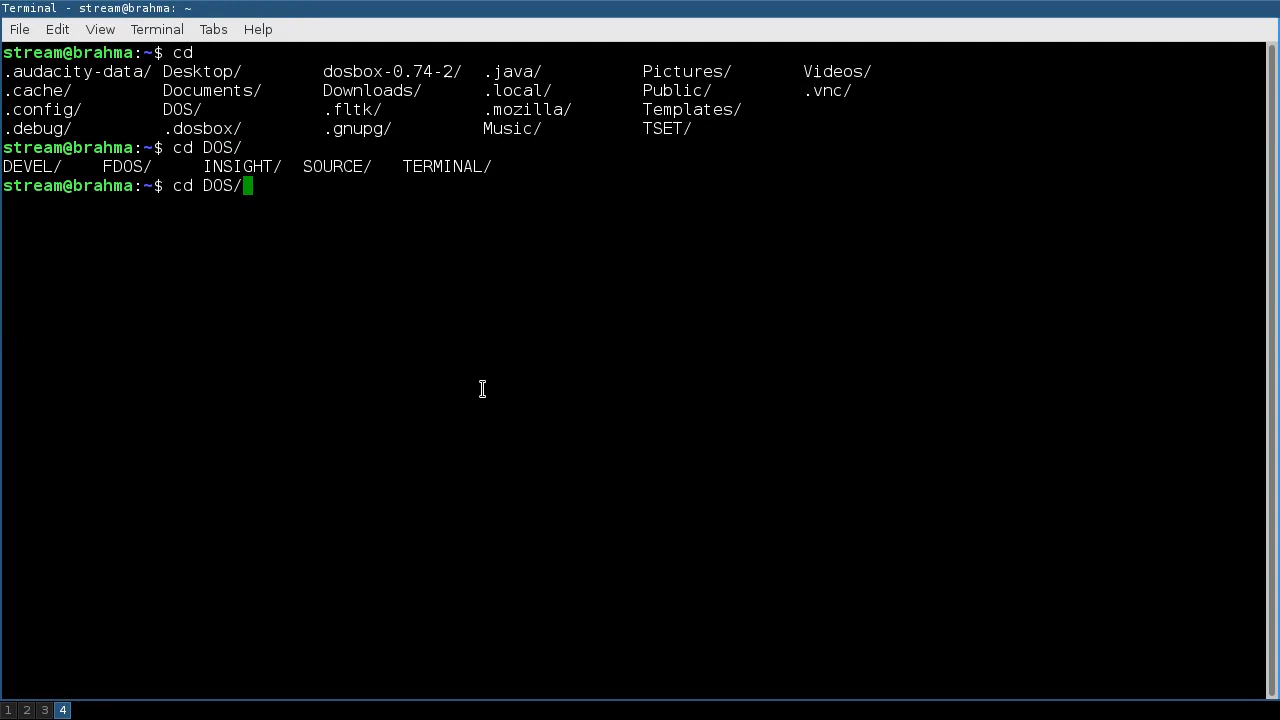 Terminal - stream@brahma: ~
File Edit View Terminal Tabs Help
stream@brahma:~$ cd
.audacity-data/ Desktop/ dosbox-0.74-2/ .java/ Pictures/ Videos/
.cache/ Documents/ Downloads/ .local/ Public/ .vnc/
.config/ DOS/ .fltk/ .mozilla/ Templates/
.debug/ .dosbox/ .gnupg/ Music/ TSET/
stream@brahma:~$ cd DOS/
DEVEL/ FDOS/ INSIGHT/ SOURCE/ TERMINAL/
stream@brahma:~$ cd DOS/
1 2 3 4